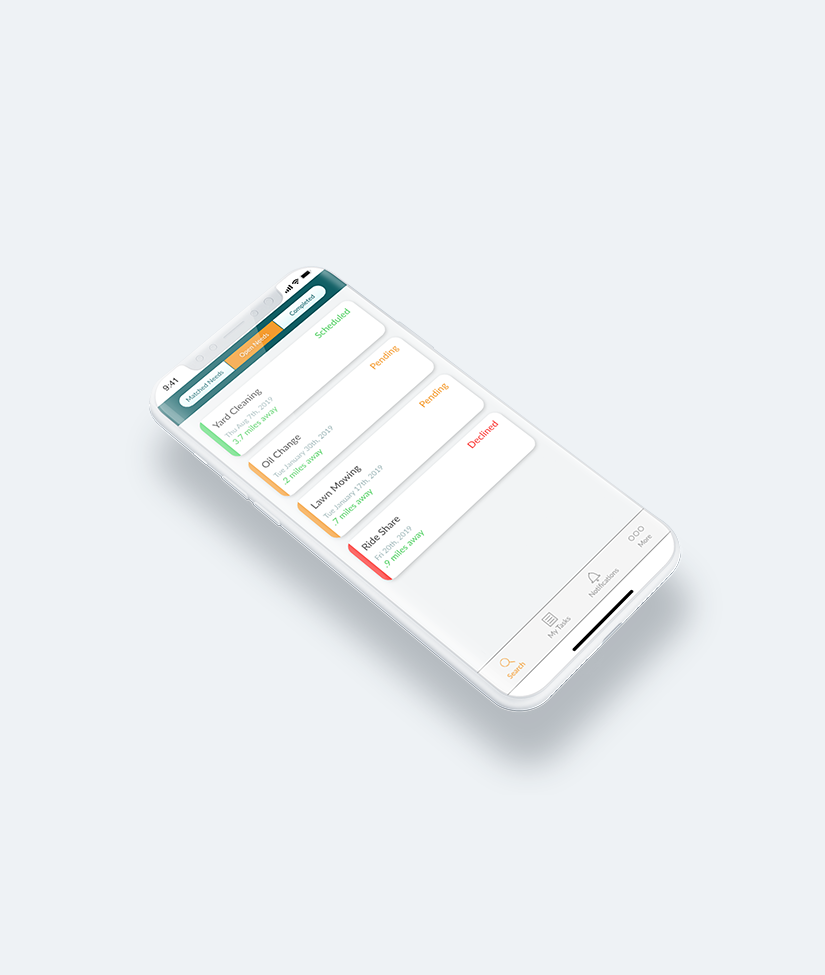 9:41
Matched Needs
Open Needs
Completed
Yard Cleaning
Scheduled
Thu Aug 7th, 2019
3.7 miles away
Oil Change
Pending
Tue January 30th, 2019
.2 miles away
Lawn Mowing
Pending
Tue January 17th, 2019
.7 miles away
Ride Share
Declined
Fri 20th, 2019
.9 miles away
Search
My Tasks
Notifications
More